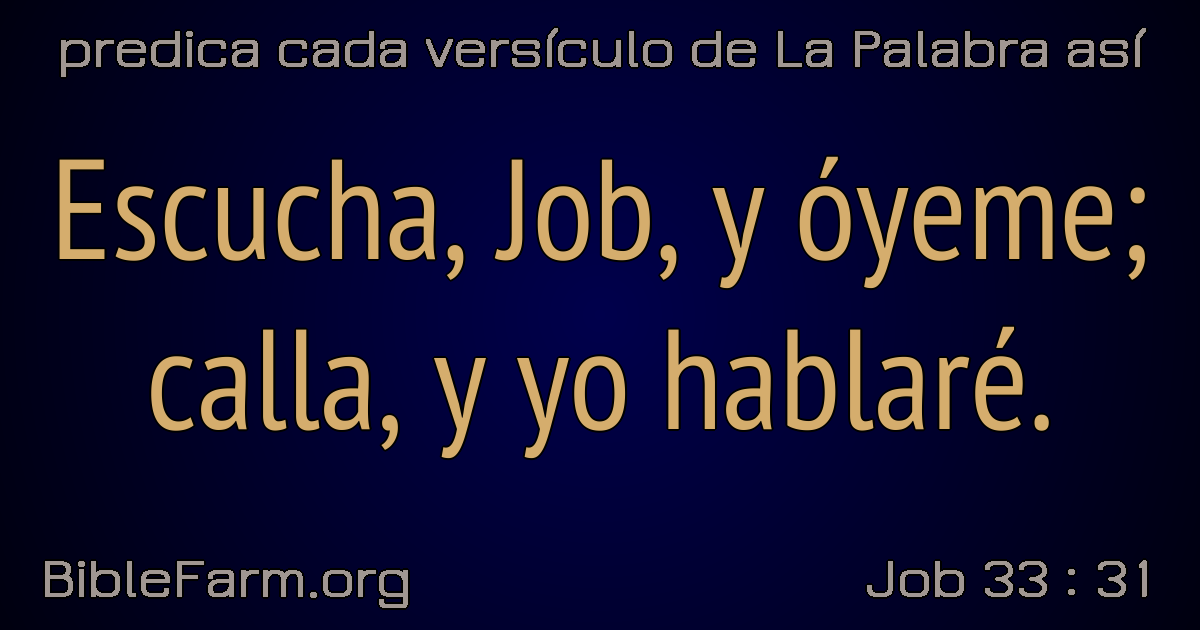 predica cada versículo de La Palabra así
Escucha, Job, y óyeme;
calla, y yo hablaré.
BibleFarm.org
Job 33 : 31